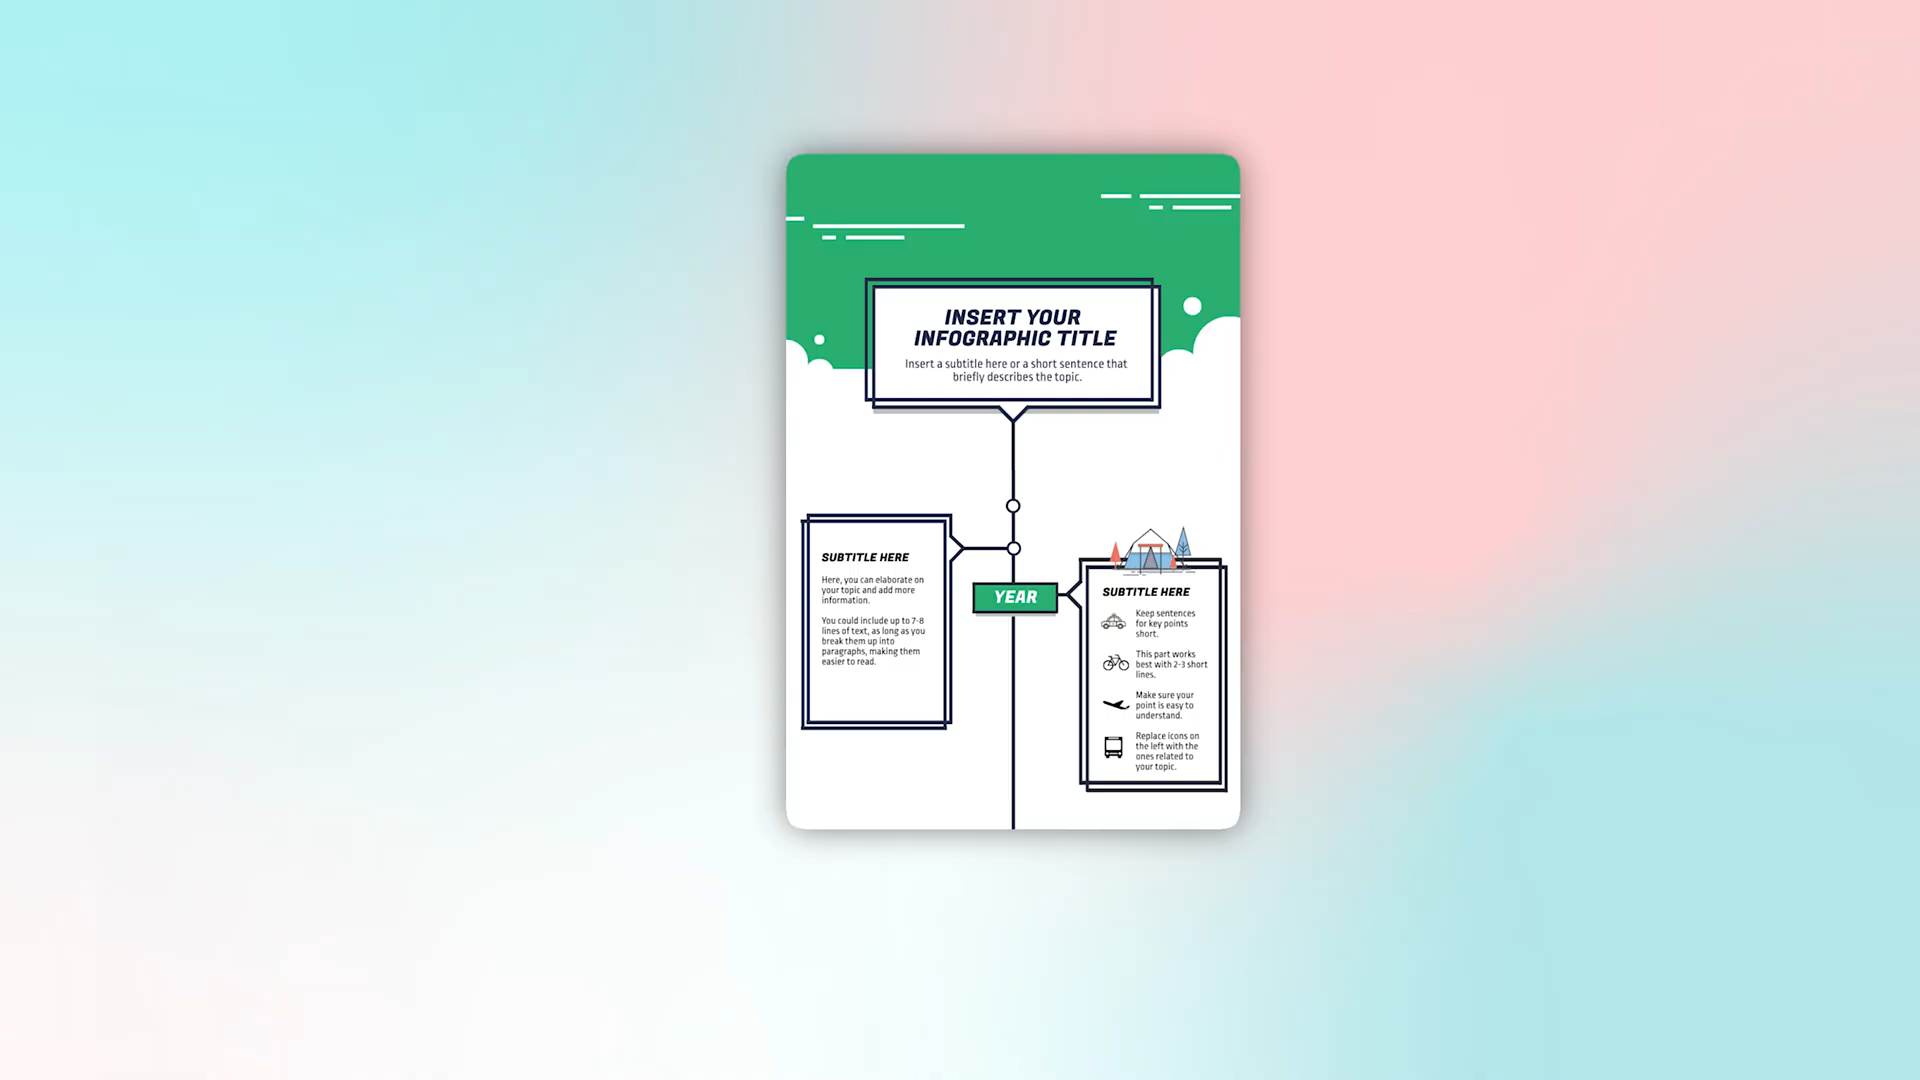 INSERT YOUR
INFOGRAPHIC TITLE
Insert a subtitle here or a short sentence that
briefly describes the topic.
SUBTITLE HERE
Here, you can elaborate on
your topic and add more
information.
You could include up to 7-8
lines of text, as long as you
break them up into
paragraphs, making them
easier to read.
YEAR
SUBTITLE HERE
Keep sentences
for key points
short.
This part works
best with 2-3 short
lines.
Make sure your
point is easy to
understand.
Replace icons on
the left with the
ones related to
your topic.